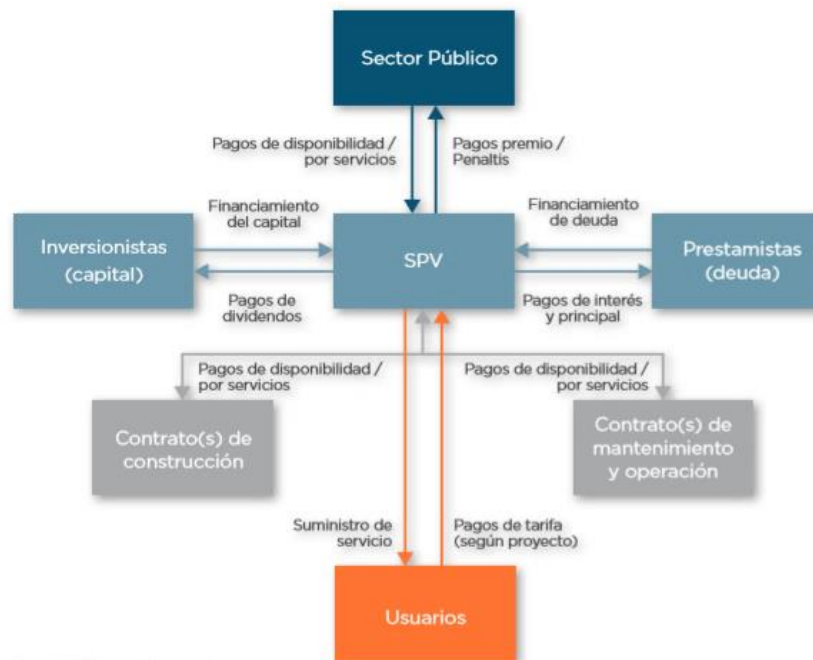 Sector Público
Pagos de disponibilidad /
por servicios
Pagos premio /
Penaltis
Financiamiento
del capital
Financiamiento
de deuda
Inversionistas
(capital)
SPV
Prestamistas
(deuda)
Pagos de
dividendos
Pagos de interés
y principal
Pagos de disponibilidad /
por servicios
Pagos de disponibilidad /
por servicios
Contrato(s) de
construcción
Contrato(s) de
mantenimiento
y operación
Suministro de
servicio
Pagos de tarifa
(según proyecto)
Usuarios